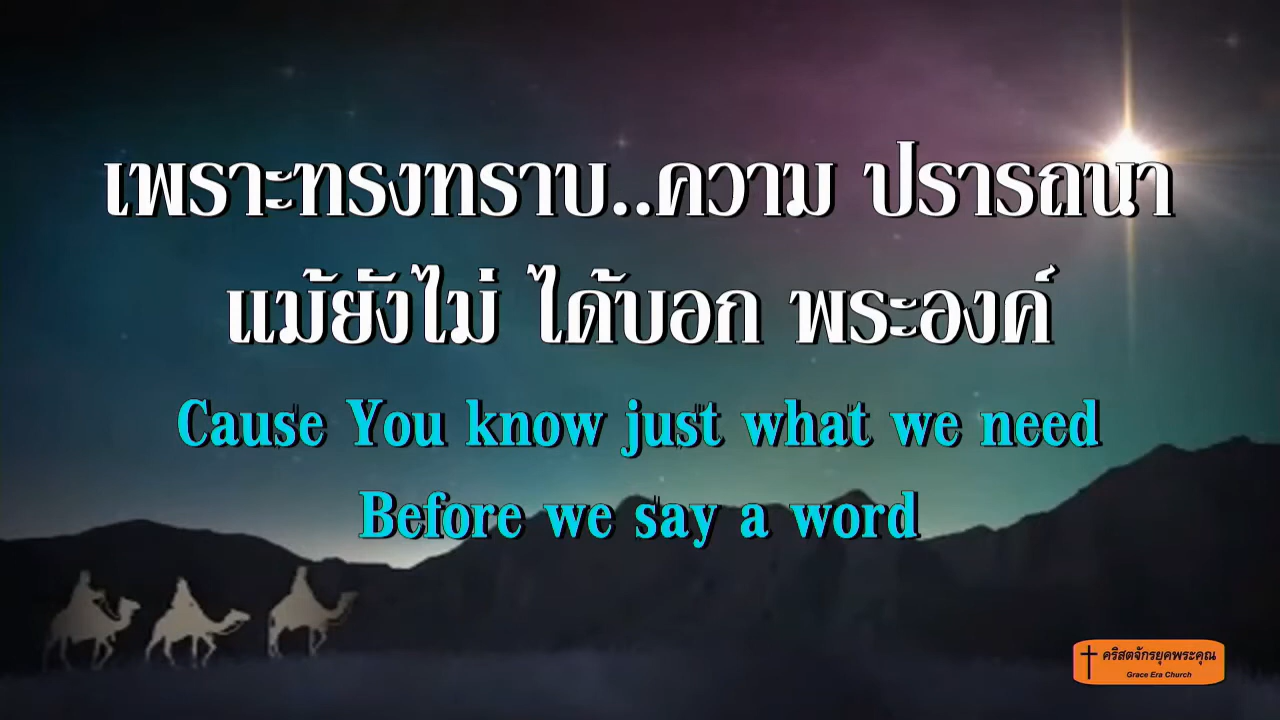 เพราะทรงทราบ..ความ ปรารถนา
แม้ยังไม่ ได้บอก พระองค์
Cause You know just what we need
Before we say a word
คริสตจักรยุคพระคุณ
Grace Era Church